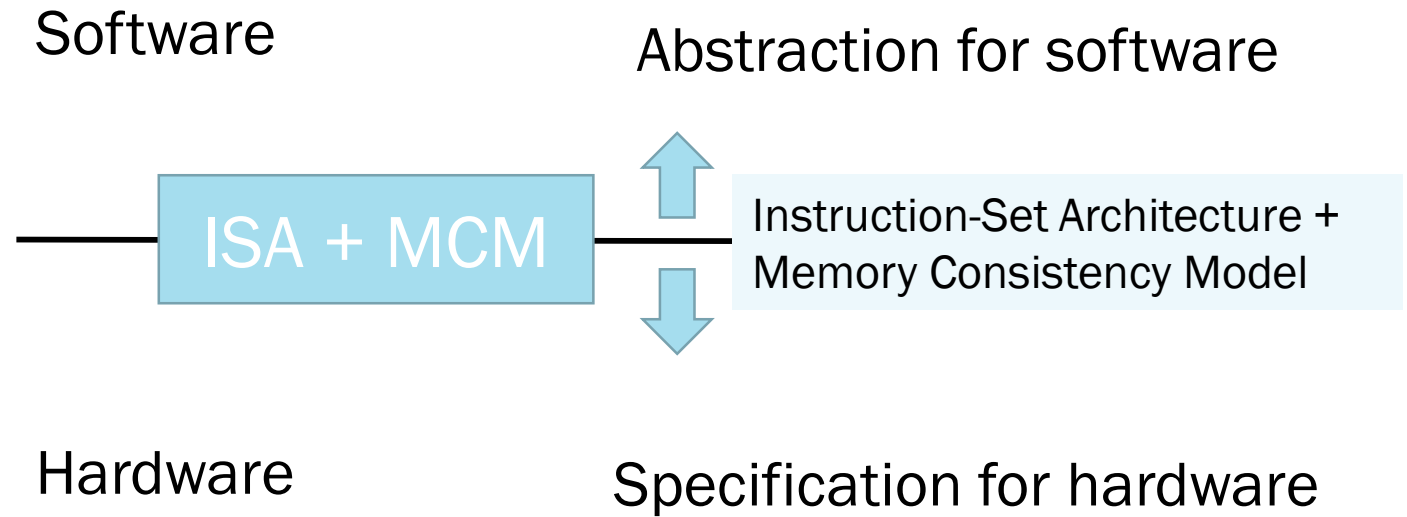 Software
Abstraction for software
ISA + MCM
Instruction-Set Architecture +
Memory Consistency Model
Hardware
Specification for hardware